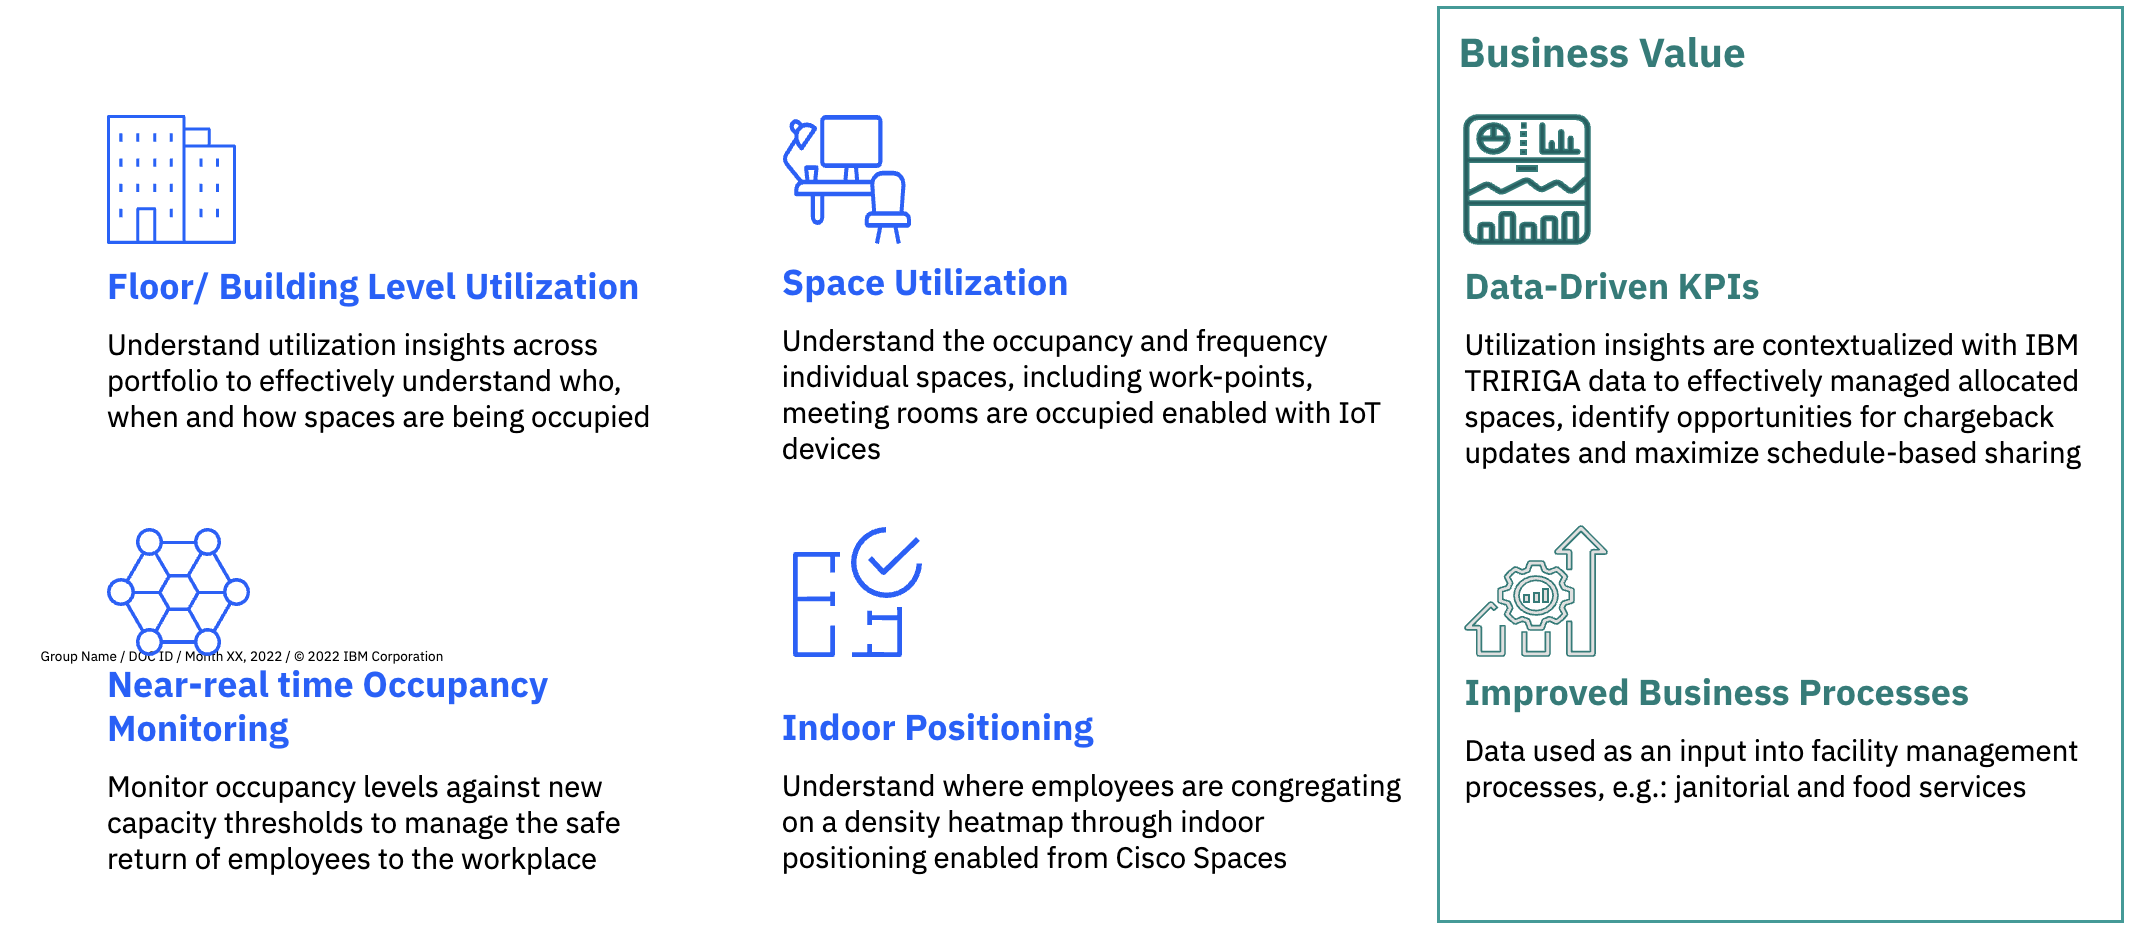 Business Value
Floor/ Building Level Utilization
Understand utilization insights across
portfolio to effectively understand who,
when and how spaces are being occupied
Space Utilization
Understand the occupancy and frequency
individual spaces, including work-points,
meeting rooms are occupied enabled with IoT
devices
Data-Driven KPIs
Utilization insights are contextualized with IBM
TRIRIGA data to effectively managed allocated
spaces, identify opportunities for chargeback
updates and maximize schedule-based sharing
Group Name / DOC ID / Month XX, 2022 / © 2022 IBM Corporation
Near-real time Occupancy
Monitoring
Monitor occupancy levels against new
capacity thresholds to manage the safe
return of employees to the workplace
Indoor Positioning
Understand where employees are congregating
on a density heatmap through indoor
positioning enabled from Cisco Spaces
Improved Business Processes
Data used as an input into facility management
processes, e.g.: janitorial and food services